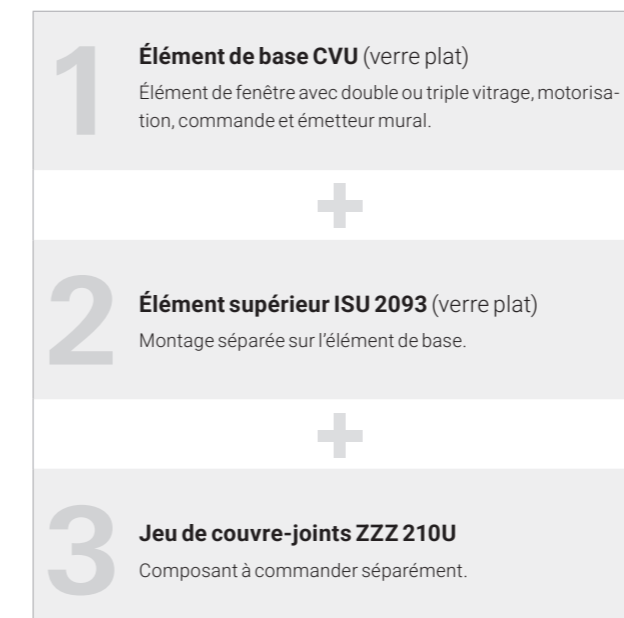 1
Élément de base CVU (verre plat)
Élément de fenêtre avec double ou triple vitrage, motorisa-
tion, commande et émetteur mural.
+
2
Élément supérieur ISU 2093 (verre plat)
Montage séparée sur l'élément de base.
+
3
Jeu de couvre-joints ZZZ 210U
Composant à commander séparément.